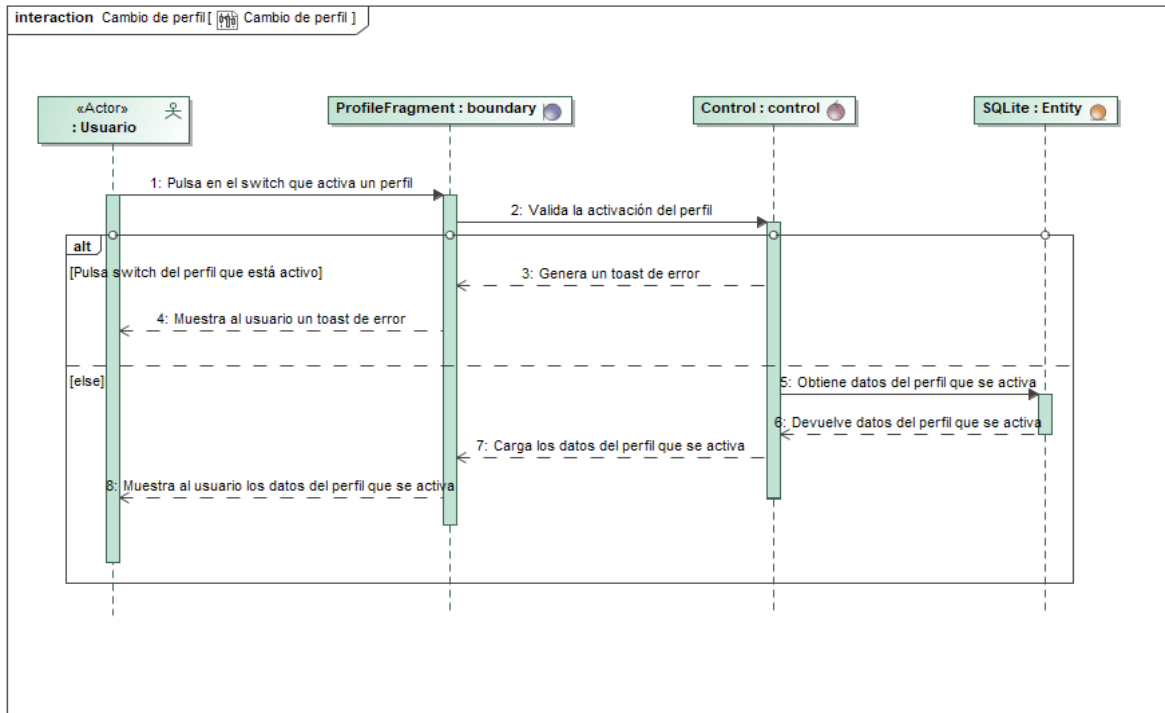 interaction Cambio de perfil[ Cambio de perfil ]
«Actor»
: Usuario
ProfileFragment : boundary
Control : control
SQLite : Entity
1: Pulsa en el switch que activa un perfil
2: Valida la activación del perfil
alt
[Pulsa switch del perfil que está activo]
3: Genera un toast de error
4: Muestra al usuario un toast de error
[else]
5: Obtiene datos del perfil que se activa
6: Devuelve datos del perfil que se activa
7: Carga los datos del perfil que se activa
8: Muestra al usuario los datos del perfil que se activa